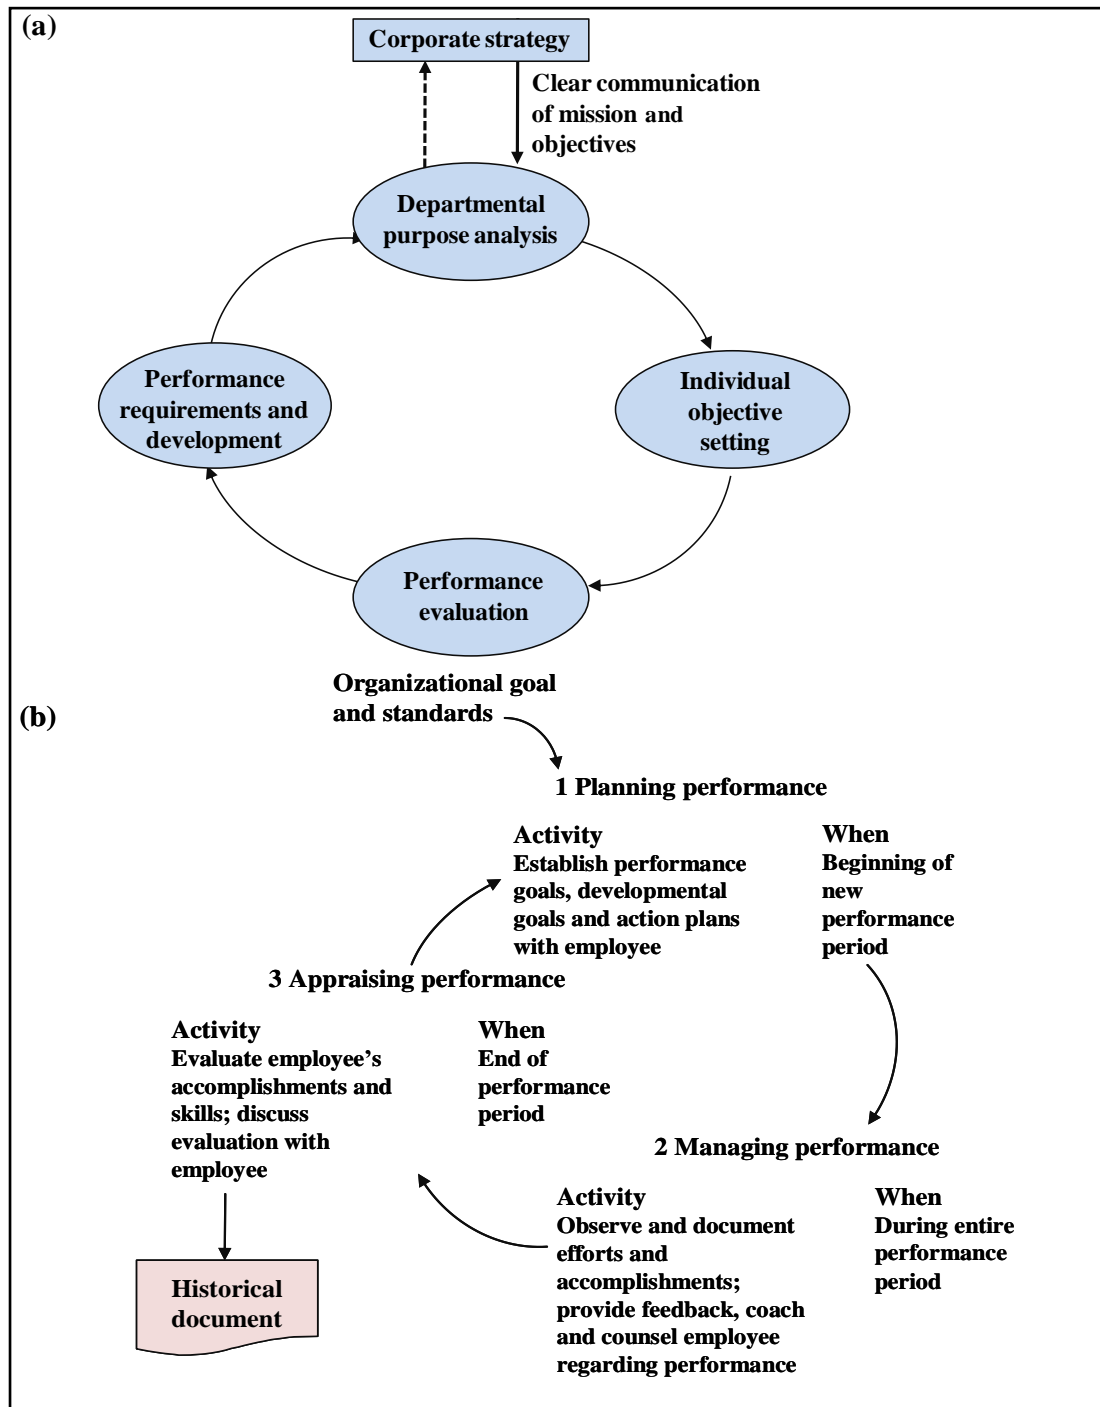 (a)
Corporate strategy
Clear communication
of mission and
objectives
Departmental
purpose analysis
Performance
requirements and
development
Individual
objective
setting
Performance
evaluation
(b)
Organizational goal
and standards
1 Planning performance
Activity
Establish performance
goals, developmental
goals and action plans
with employee
When
Beginning of
new
performance
period
3 Appraising performance
Activity
Evaluate employee's
accomplishments and
skills; discuss
evaluation with
employee
When
End of
performance
period
2 Managing performance
Activity
Observe and document
efforts and
accomplishments;
provide feedback, coach
and counsel employee
regarding performance
When
During entire
performance
period
Historical
document